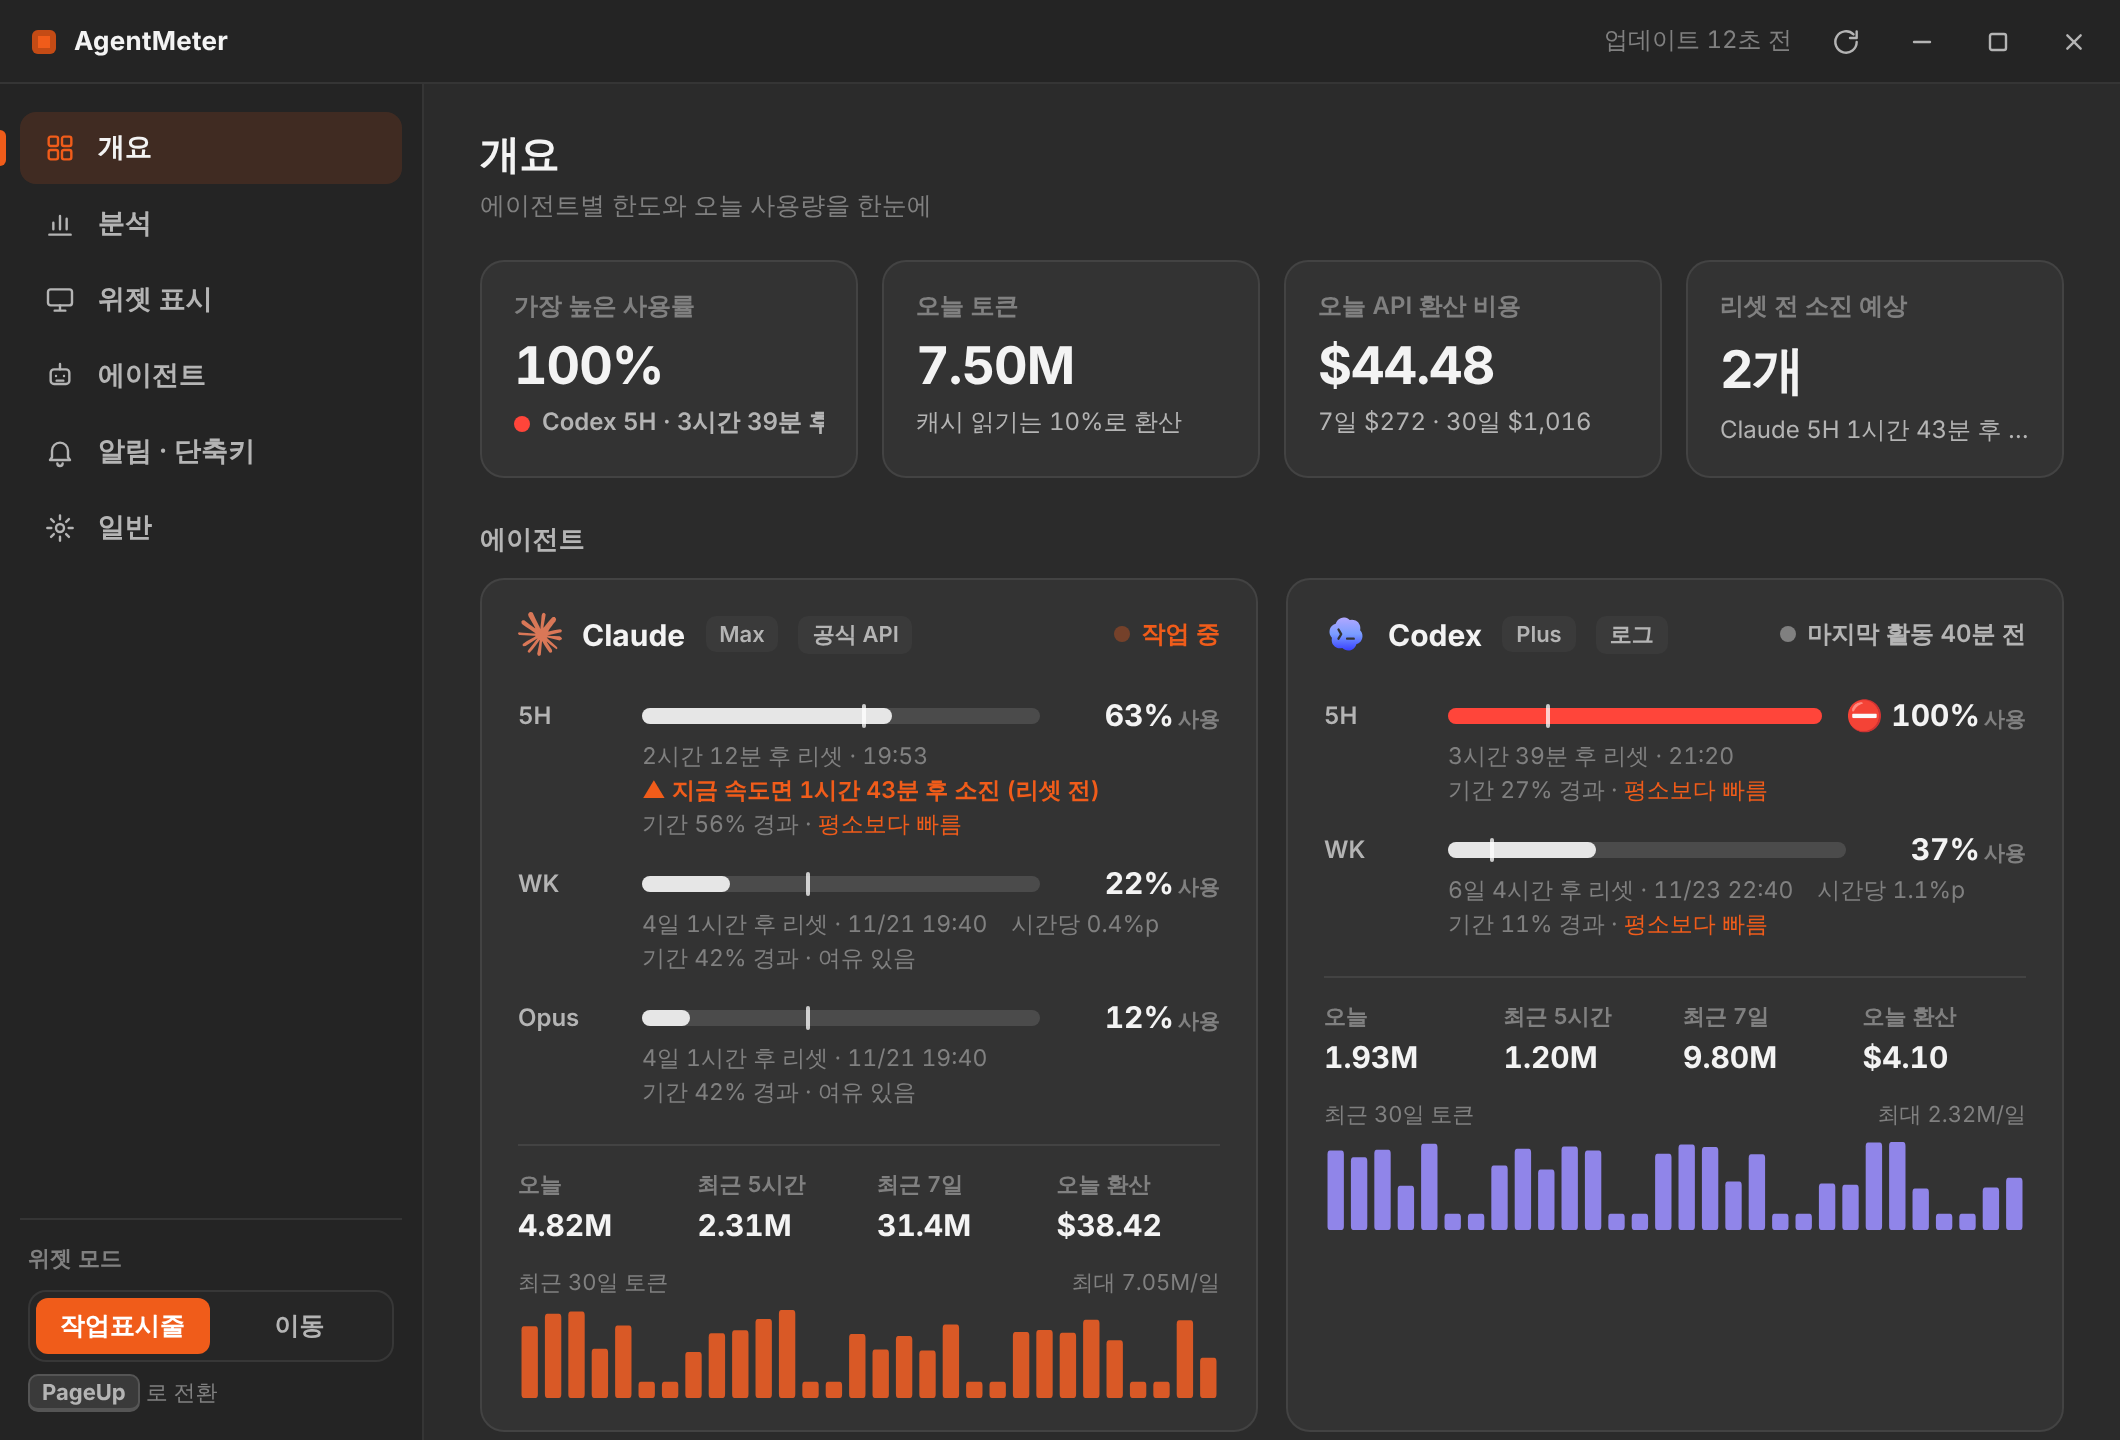 AgentMeter
업데이트 12초 전
개요
분석
위젯 표시
에이전트
알림 · 단축키
일반
위젯 모드
작업표시줄
이동
PageUp 로 전환
개요
에이전트별 한도와 오늘 사용량을 한눈에
가장 높은 사용률
100%
Codex 5H · 3시간 39분
오늘 토큰
7.50M
캐시 읽기는 10%로 환산
오늘 API 환산 비용
$44.48
7일 $272 · 30일 $1,016
리셋 전 소진 예상
2개
Claude 5H 1시간 43분 후 ...
에이전트
Claude Max 공식 API 작업 중
5H 63% 사용
2시간 12분 후 리셋 · 19:53
▲ 지금 속도면 1시간 43분 후 소진 (리셋 전)
기간 56% 경과 · 평소보다 빠름
WK 22% 사용
4일 1시간 후 리셋 · 11/21 19:40 시간당 0.4%p
기간 42% 경과 · 여유 있음
Opus 12% 사용
4일 1시간 후 리셋 · 11/21 19:40
기간 42% 경과 · 여유 있음
오늘 최근 5시간 최근 7일 오늘 환산
4.82M 2.31M 31.4M $38.42
최근 30일 토큰 최대 7.05M/일
Codex Plus 로그 마지막 활동 40분 전
5H 100% 사용
3시간 39분 후 리셋 · 21:20
기간 27% 경과 · 평소보다 빠름
WK 37% 사용
6일 4시간 후 리셋 · 11/23 22:40 시간당 1.1%p
기간 11% 경과 · 평소보다 빠름
오늘 최근 5시간 최근 7일 오늘 환산
1.93M 1.20M 9.80M $4.10
최근 30일 토큰 최대 2.32M/일